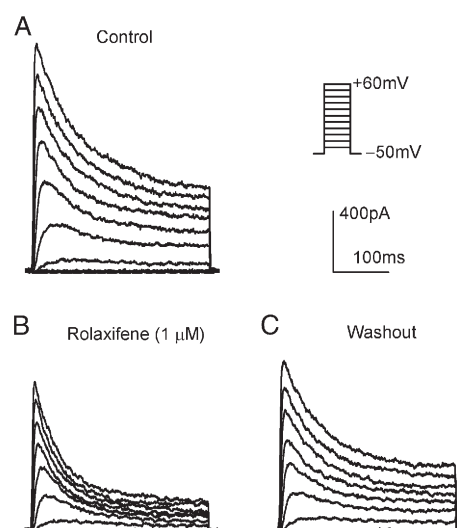 A
Control
+60mV
−50mV
400pA
100ms
B
Rolaxifene (1 μM)
C
Washout